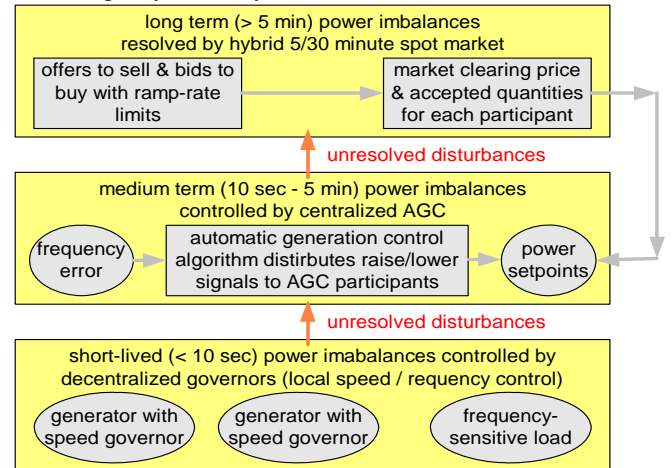 long term (> 5 min) power imbalances
resolved by hybrid 5/30 minute spot market
offers to sell & bids to
buy with ramp-rate
limits
market clearing price
& accepted quantities
for each participant
unresolved disturbances
medium term (10 sec - 5 min) power imbalances
controlled by centralized AGC
frequency
error
automatic generation control
algorithm distirbutes raise/lower
signals to AGC participants
power
setpoints
unresolved disturbances
short-lived (< 10 sec) power imabalances controlled by
decentralized governors (local speed / requency control)
generator with
speed governor
generator with
speed governor
frequency-
sensitive load